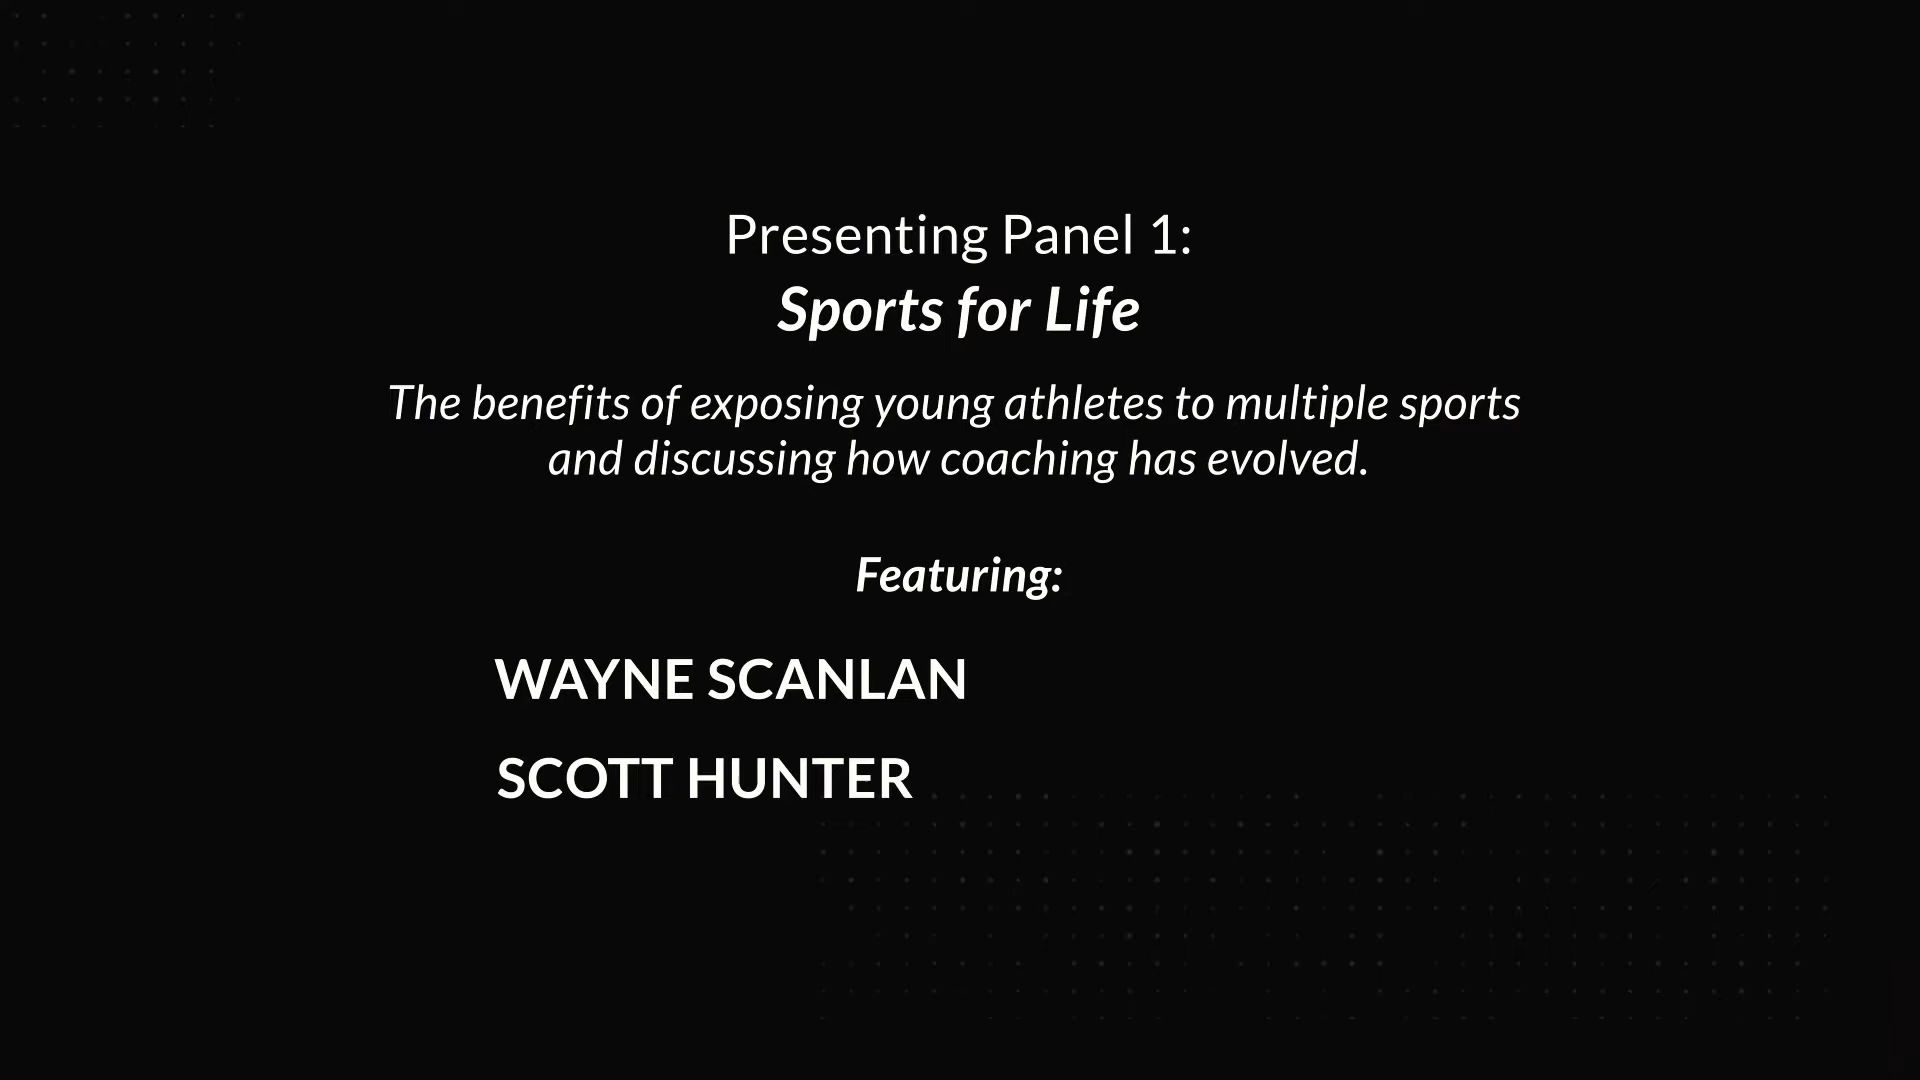 Presenting Panel 1:
Sports for Life
The benefits of exposing young athletes to multiple sports
and discussing how coaching has evolved.
Featuring:
WAYNE SCANLAN
SCOTT HUNTER